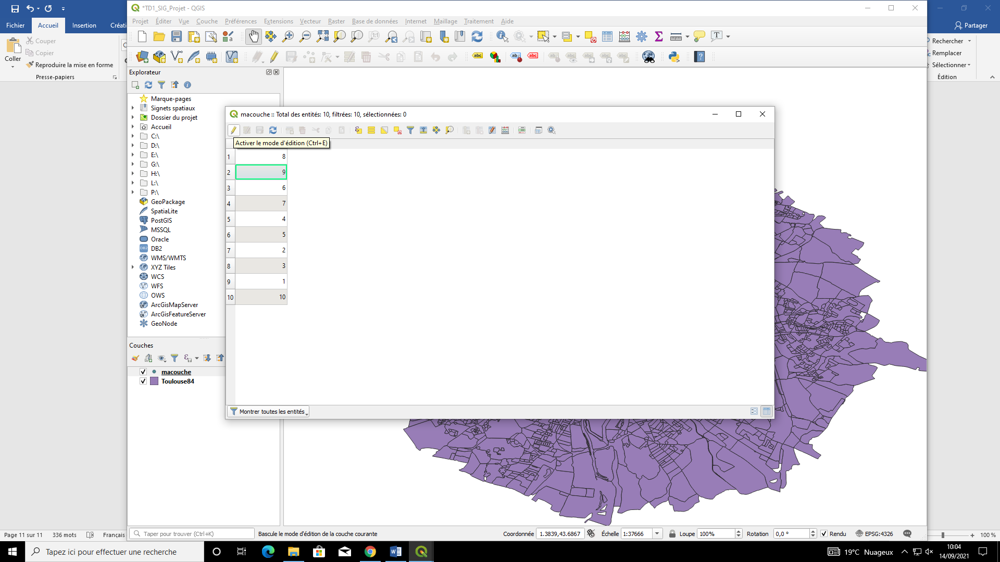 *TD1_SIG_Projet - QGIS
Fichier
Accueil
Insertion
Créati
Partager
Projet
Éditer
Vue
Couche
Préférences
Extensions
Vecteur
Raster
Base de données
Internet
Maillage
Traitement
Aide
Coller
Couper
Copier
Reproduire la mise en forme
Presse-papiers
Rechercher
Remplacer
Sélectionner
Édition
Explorateur
Marque-pages
Signets spatiaux
Dossier du projet
Accueil
C:\
D:\
E:\
G:\
H:\
L:\
P:\
GeoPackage
SpatiaLite
PostGIS
MSSQL
Oracle
DB2
WMS/WMTS
XYZ Tiles
WCS
WFS
OWS
ArcGisMapServer
ArcGisFeatureServer
GeoNode
Couches
macouche
Toulouse84
macouche :: Total des entités: 10, filtrées: 10, sélectionnées: 0
Activer le mode d'édition (Ctrl+E)
1 8
2 9
3 6
4 7
5 4
6 5
7 2
8 3
9 1
10 10
Montrer toutes les entités
Page 11 sur 11
336 mots
Français
Taper pour trouver (Ctrl+K)
Bascule le mode d'édition de la couche courante
Coordonnée
1.3839,43.6867
Échelle
1:37666
Loupe
100%
Rotation
0,0 °
Rendu
EPSG:4326
100 %
Tapez ici pour effectuer une recherche
19°C Nuageux
10:04
14/09/2021